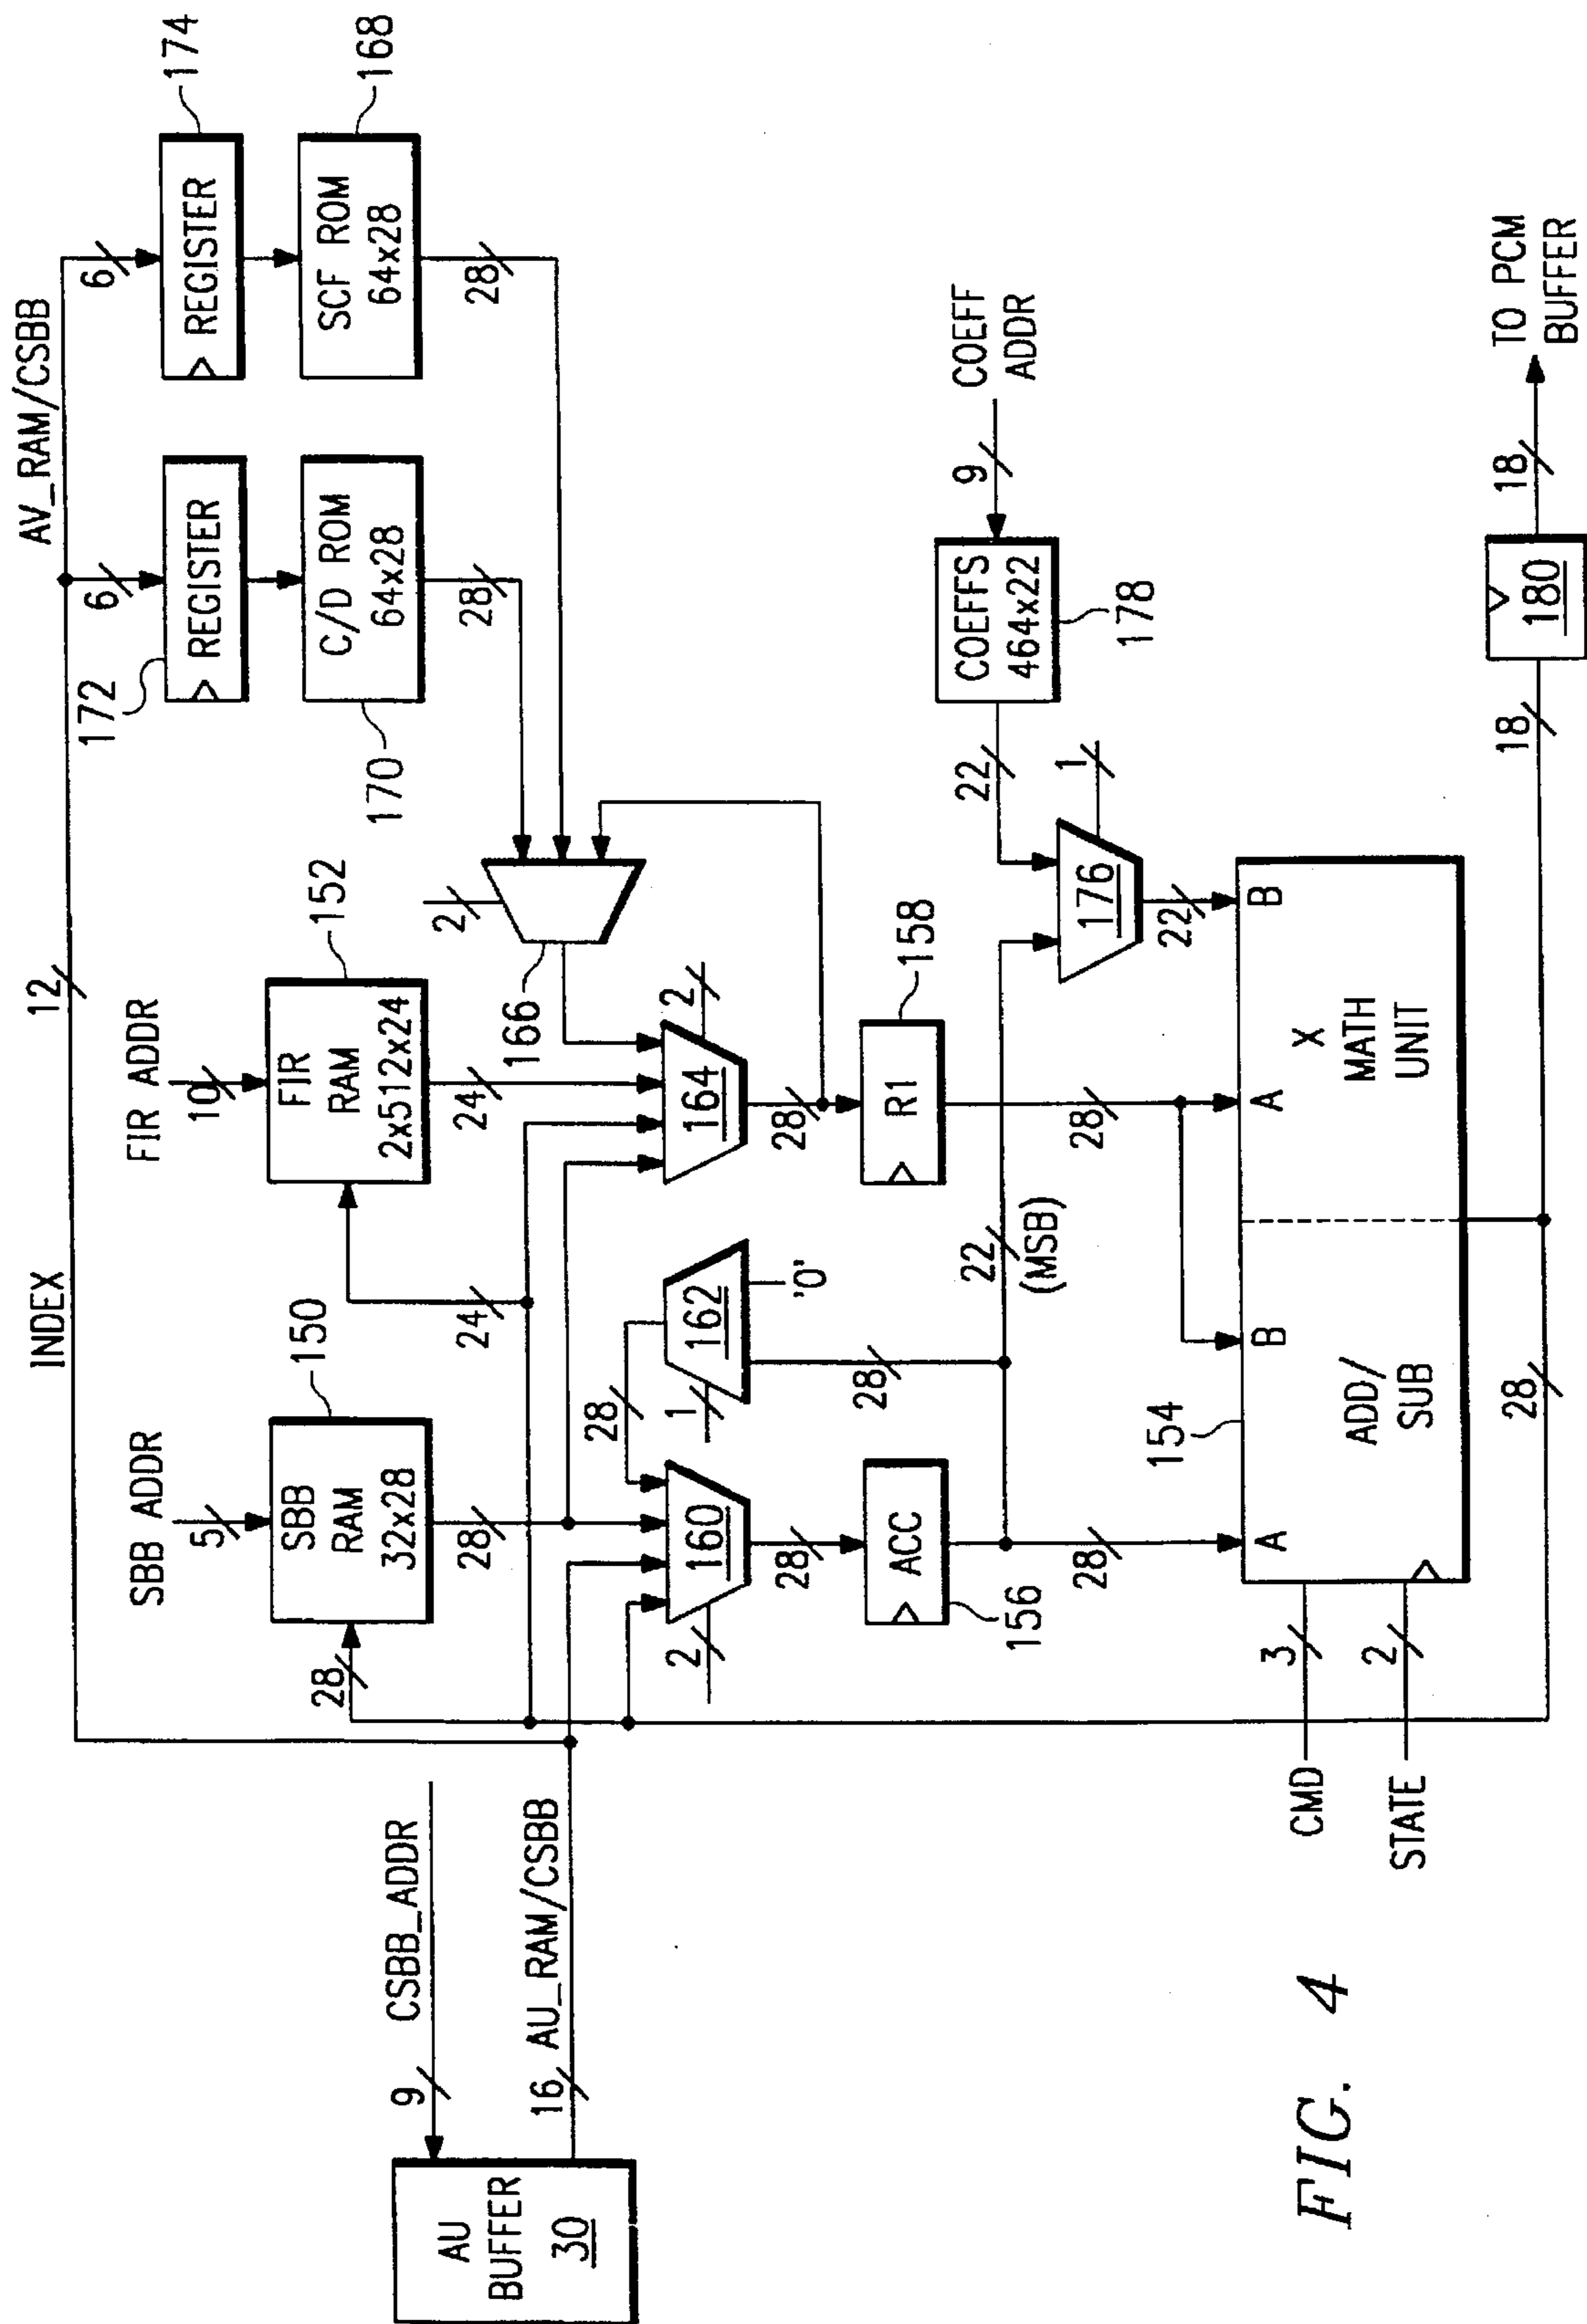 AV_RAM/CSBB
174
168
6
6
REGISTER
REGISTER
172
C/D ROM
64x28
SCF ROM
64x28
170
28
28
INDEX
12
FIR ADDR
10
152
FIR
RAM
2x512x24
24
24
2
166
SBB ADDR
5
150
SBB
RAM
32x28
28
28
CSBB_ADDR
9
AU_RAM/CSBB
16
AU
BUFFER
30
2
160
28
28
1
162
'0'
28
164
2
28
ACC
156
28
22
(MSB)
R1
158
28
COEFF
ADDR
9
COEFFS
464x22
178
22
176
1
22
A
B
A
B
154
ADD/
SUB
X
MATH
UNIT
CMD
3
STATE
2
28
18
180
18
TO PCM
BUFFER
FIG. 4